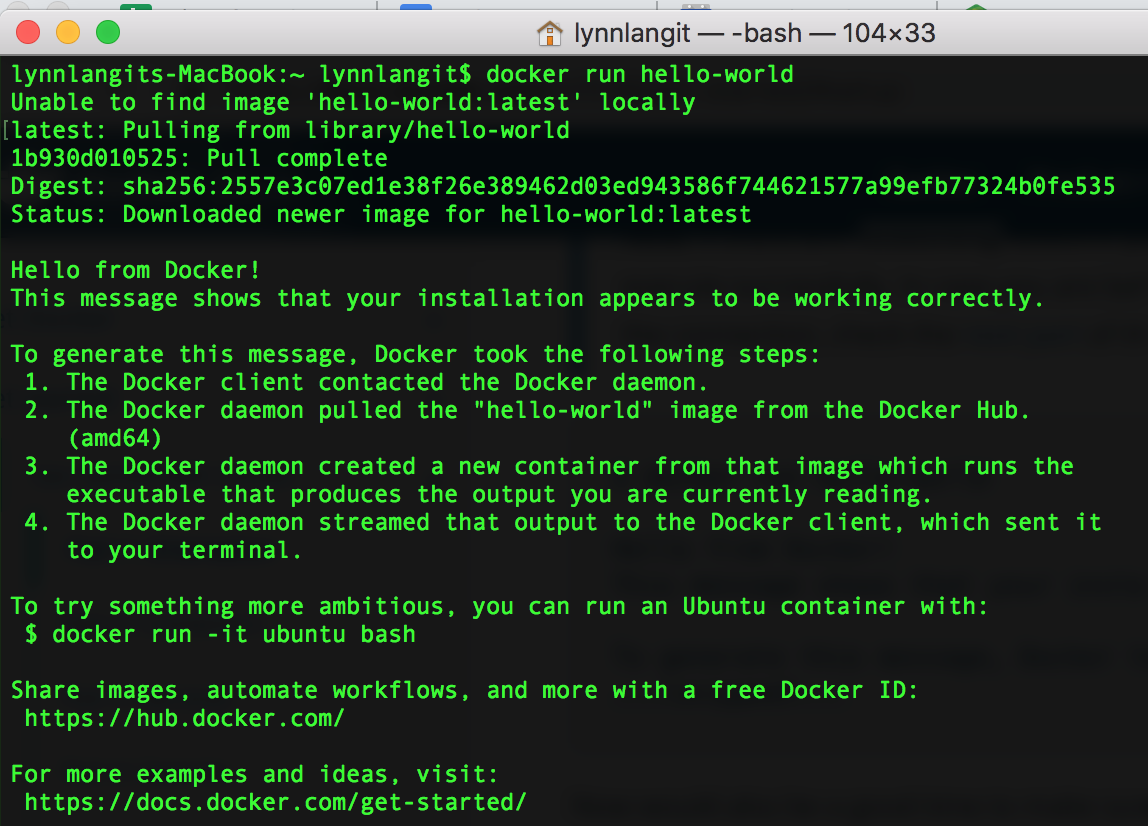 lynnlangit — -bash — 104×33
lynnlangits-MacBook:~ lynnlangit$ docker run hello-world
Unable to find image 'hello-world:latest' locally
[latest: Pulling from library/hello-world
1b930d010525: Pull complete
Digest: sha256:2557e3c07ed1e38f26e389462d03ed943586f744621577a99efb77324b0fe535
Status: Downloaded newer image for hello-world:latest

Hello from Docker!
This message shows that your installation appears to be working correctly.

To generate this message, Docker took the following steps:
 1. The Docker client contacted the Docker daemon.
 2. The Docker daemon pulled the "hello-world" image from the Docker Hub.
    (amd64)
 3. The Docker daemon created a new container from that image which runs the
    executable that produces the output you are currently reading.
 4. The Docker daemon streamed that output to the Docker client, which sent it
    to your terminal.

To try something more ambitious, you can run an Ubuntu container with:
 $ docker run -it ubuntu bash

Share images, automate workflows, and more with a free Docker ID:
 https://hub.docker.com/

For more examples and ideas, visit:
 https://docs.docker.com/get-started/